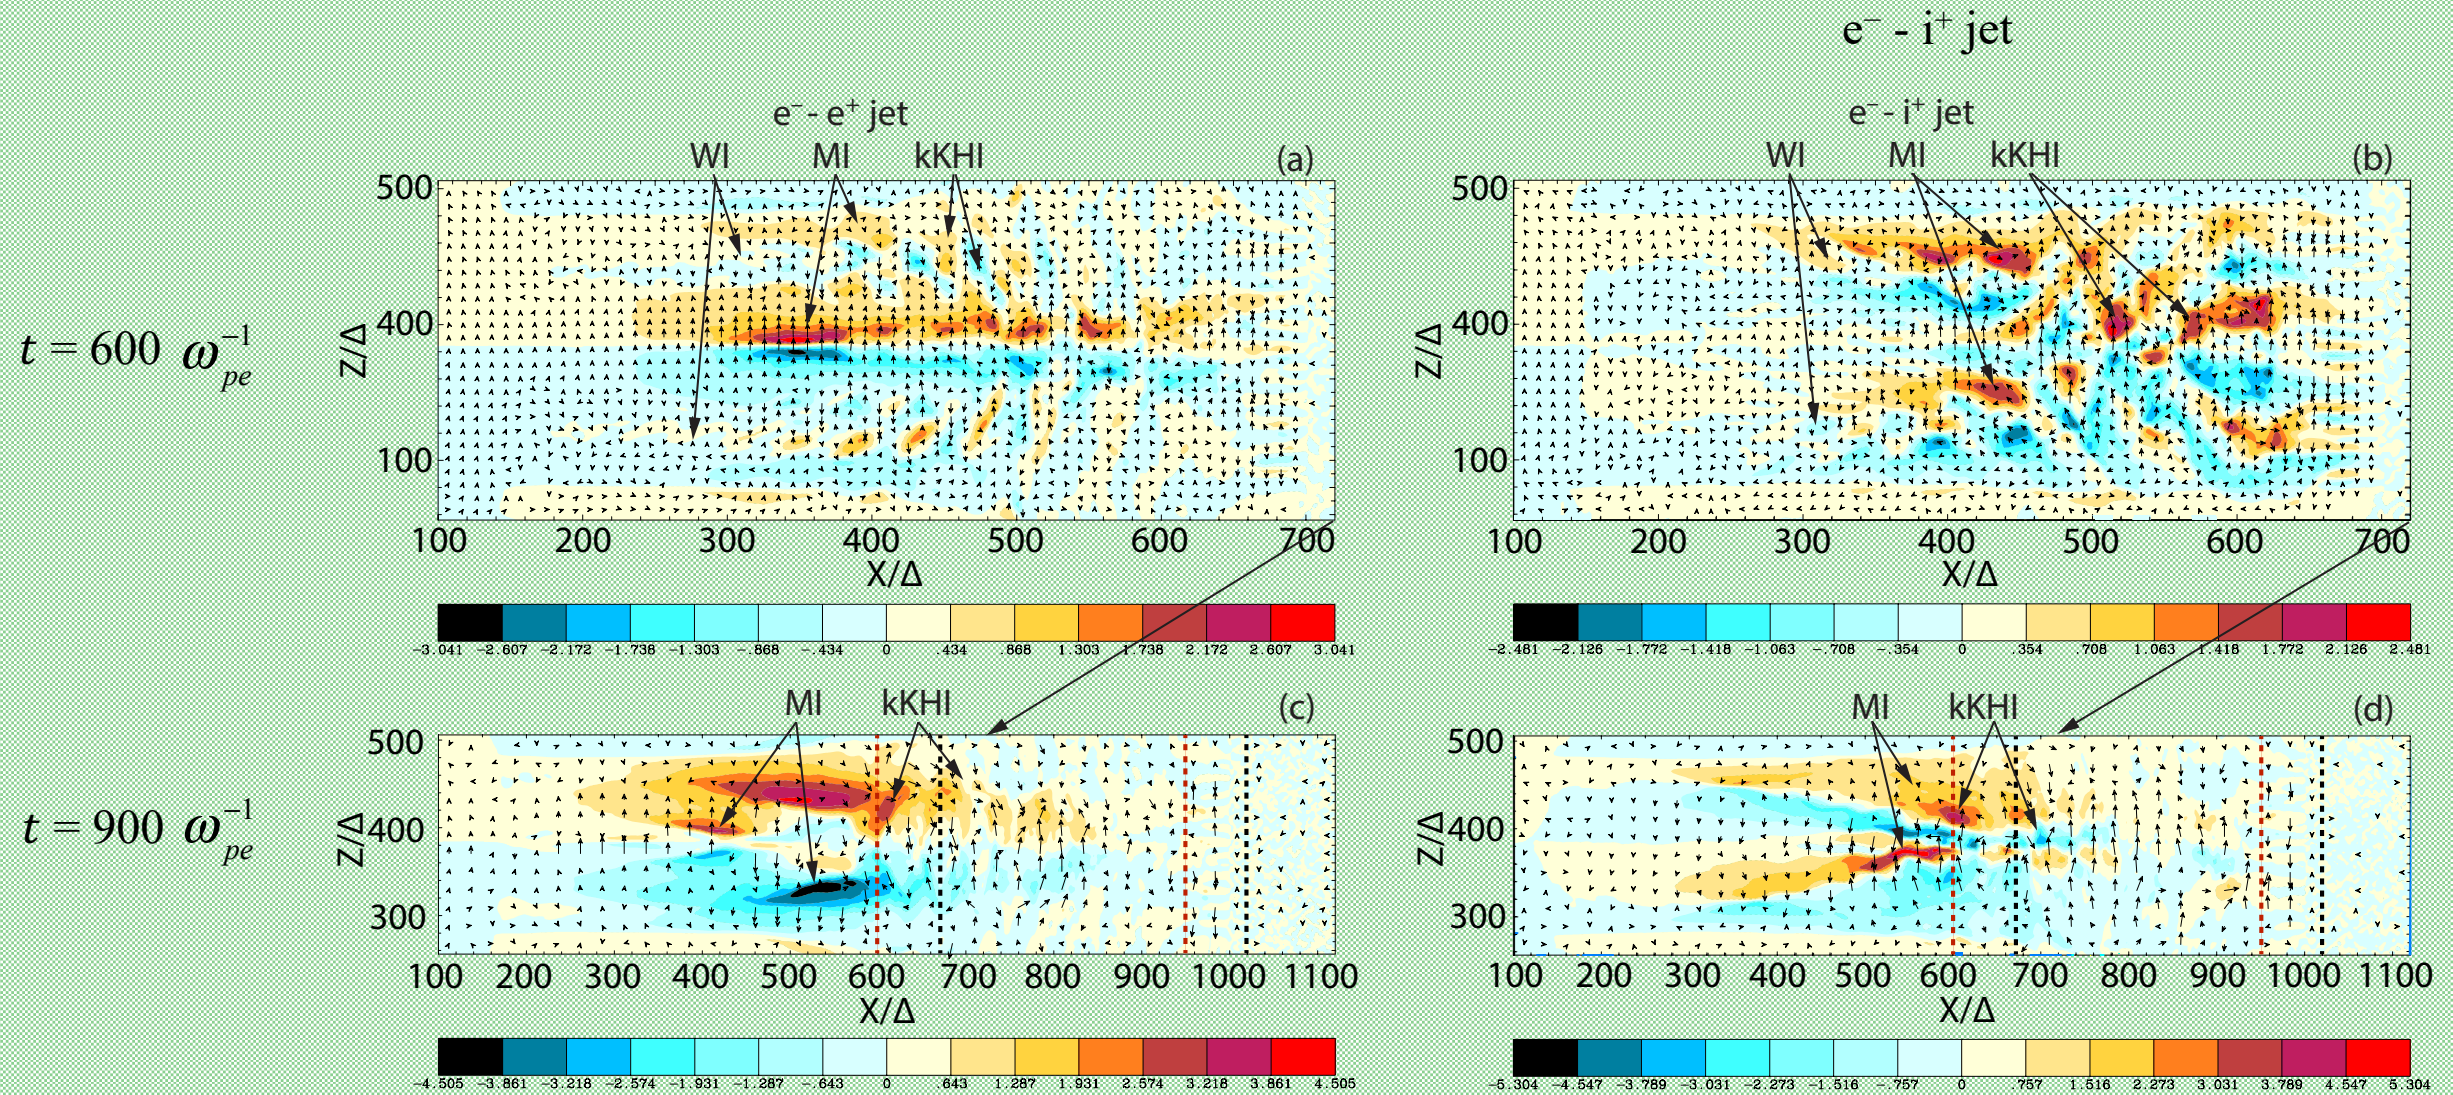 e⁻ - i⁺ jet
e⁻ - e⁺ jet
e⁻ - i⁺ jet
WI MI kKHI (a)
WI MI kKHI (b)
t = 600 ω_pe^-1
Z/Δ
500
400
100
100 200 300 400 500 600 700
X/Δ
Z/Δ
500
400
100
100 200 300 400 500 600 700
X/Δ
-3.041 -2.607 -2.172 -1.738 -1.303 -.868 -.434 0 .434 .868 1.303 1.738 2.172 2.607 3.041
-2.481 -2.126 -1.772 -1.418 -1.063 -.708 -.354 0 .354 .708 1.063 1.418 1.772 2.126 2.481
MI kKHI (c)
MI kKHI (d)
t = 900 ω_pe^-1
Z/Δ
500
400
300
100 200 300 400 500 600 700 800 900 1000 1100
X/Δ
Z/Δ
500
400
300
100 200 300 400 500 600 700 800 900 1000 1100
X/Δ
-4.505 -3.861 -3.218 -2.574 -1.931 -1.287 -.643 0 .643 1.287 1.931 2.574 3.218 3.861 4.505
-5.304 -4.547 -3.789 -3.031 -2.273 -1.516 -.757 0 .757 1.516 2.273 3.031 3.789 4.547 5.304